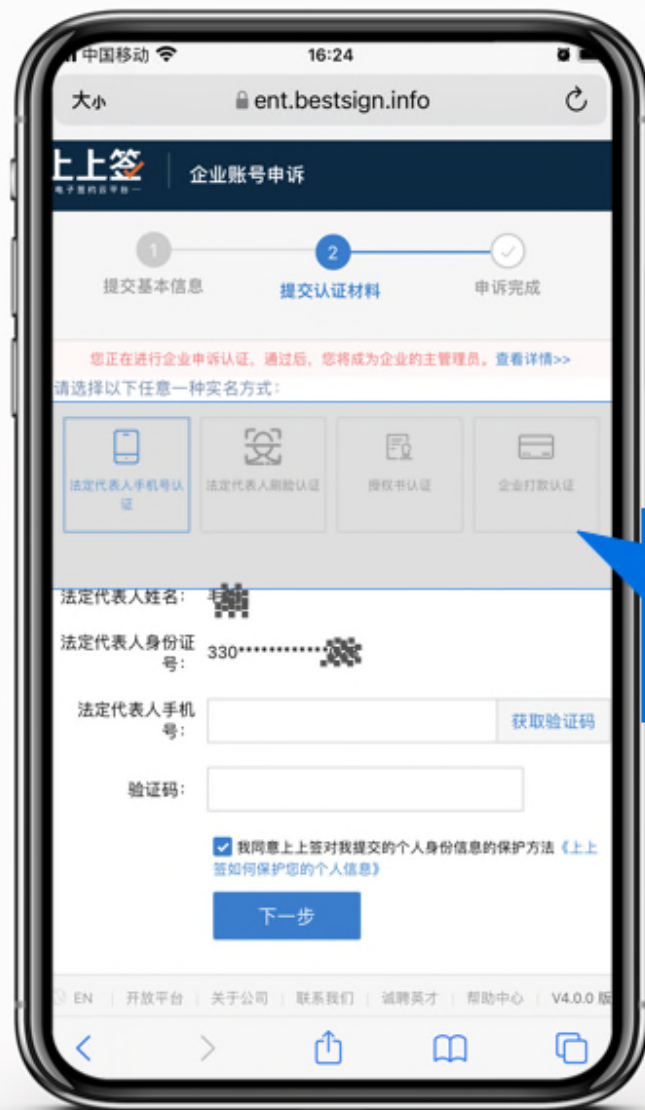 中国移动
16:24
大小
ent.bestsign.info
上上签
企业账号申诉
1
2
提交基本信息
提交认证材料
申诉完成
您正在进行企业申诉认证，通过后，您将成为企业的主管理员。查看详情>>
请选择以下任意一种实名方式：
法定代表人手机号认
证
法定代表人刷脸认证
授权书认证
企业打款认证
法定代表人姓名：
法定代表人身份证
号：
330************
法定代表人手机
号：
获取验证码
验证码：
我同意上上签对我提交的个人身份信息的保护方法《上上
签如何保护您的个人信息》
下一步
EN | 开放平台 | 关于公司 | 联系我们 | 诚聘英才 | 帮助中心 | V4.0.0 版